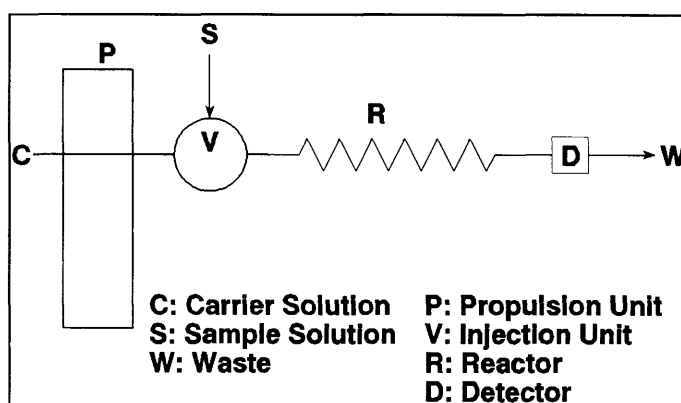 S
P
R
C
V
D
W
C: Carrier Solution
S: Sample Solution
W: Waste
P: Propulsion Unit
V: Injection Unit
R: Reactor
D: Detector